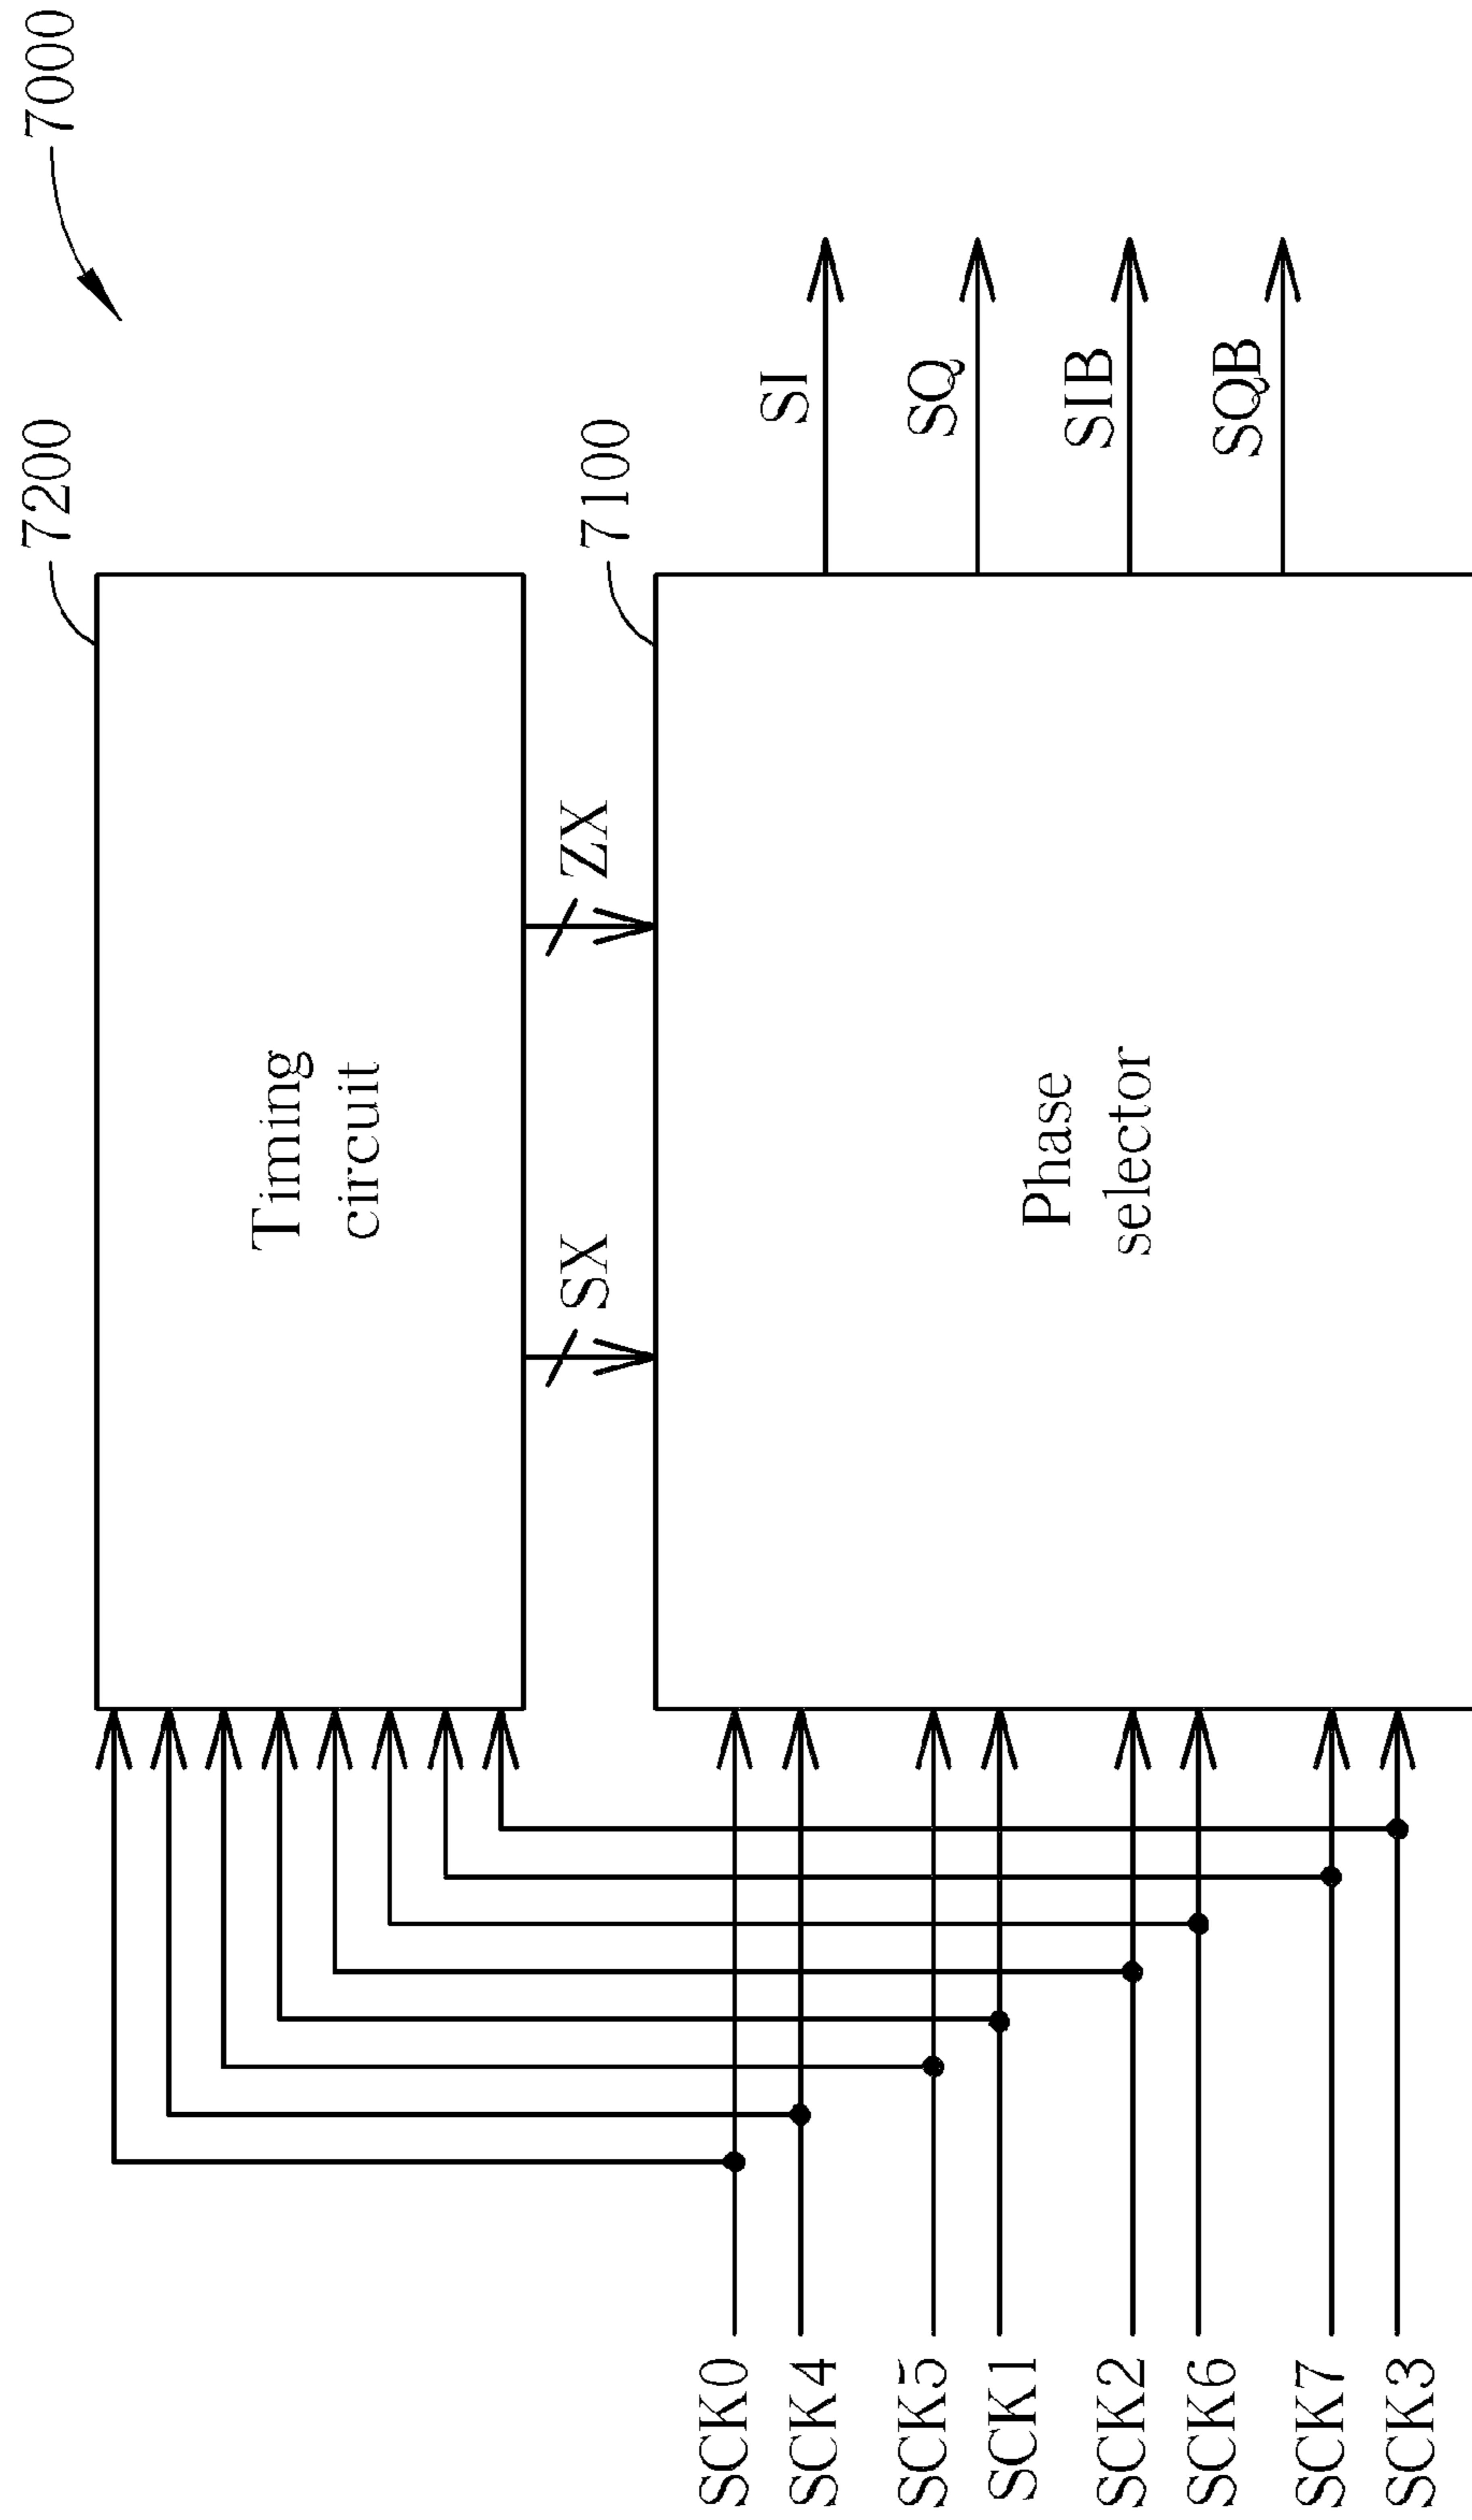 7000
7200
Timing
circuit
SX
ZX
7100
Phase
selector
SCK0
SCK4
SCK5
SCK1
SCK2
SCK6
SCK7
SCK3
SI
SQ
SIB
SQB